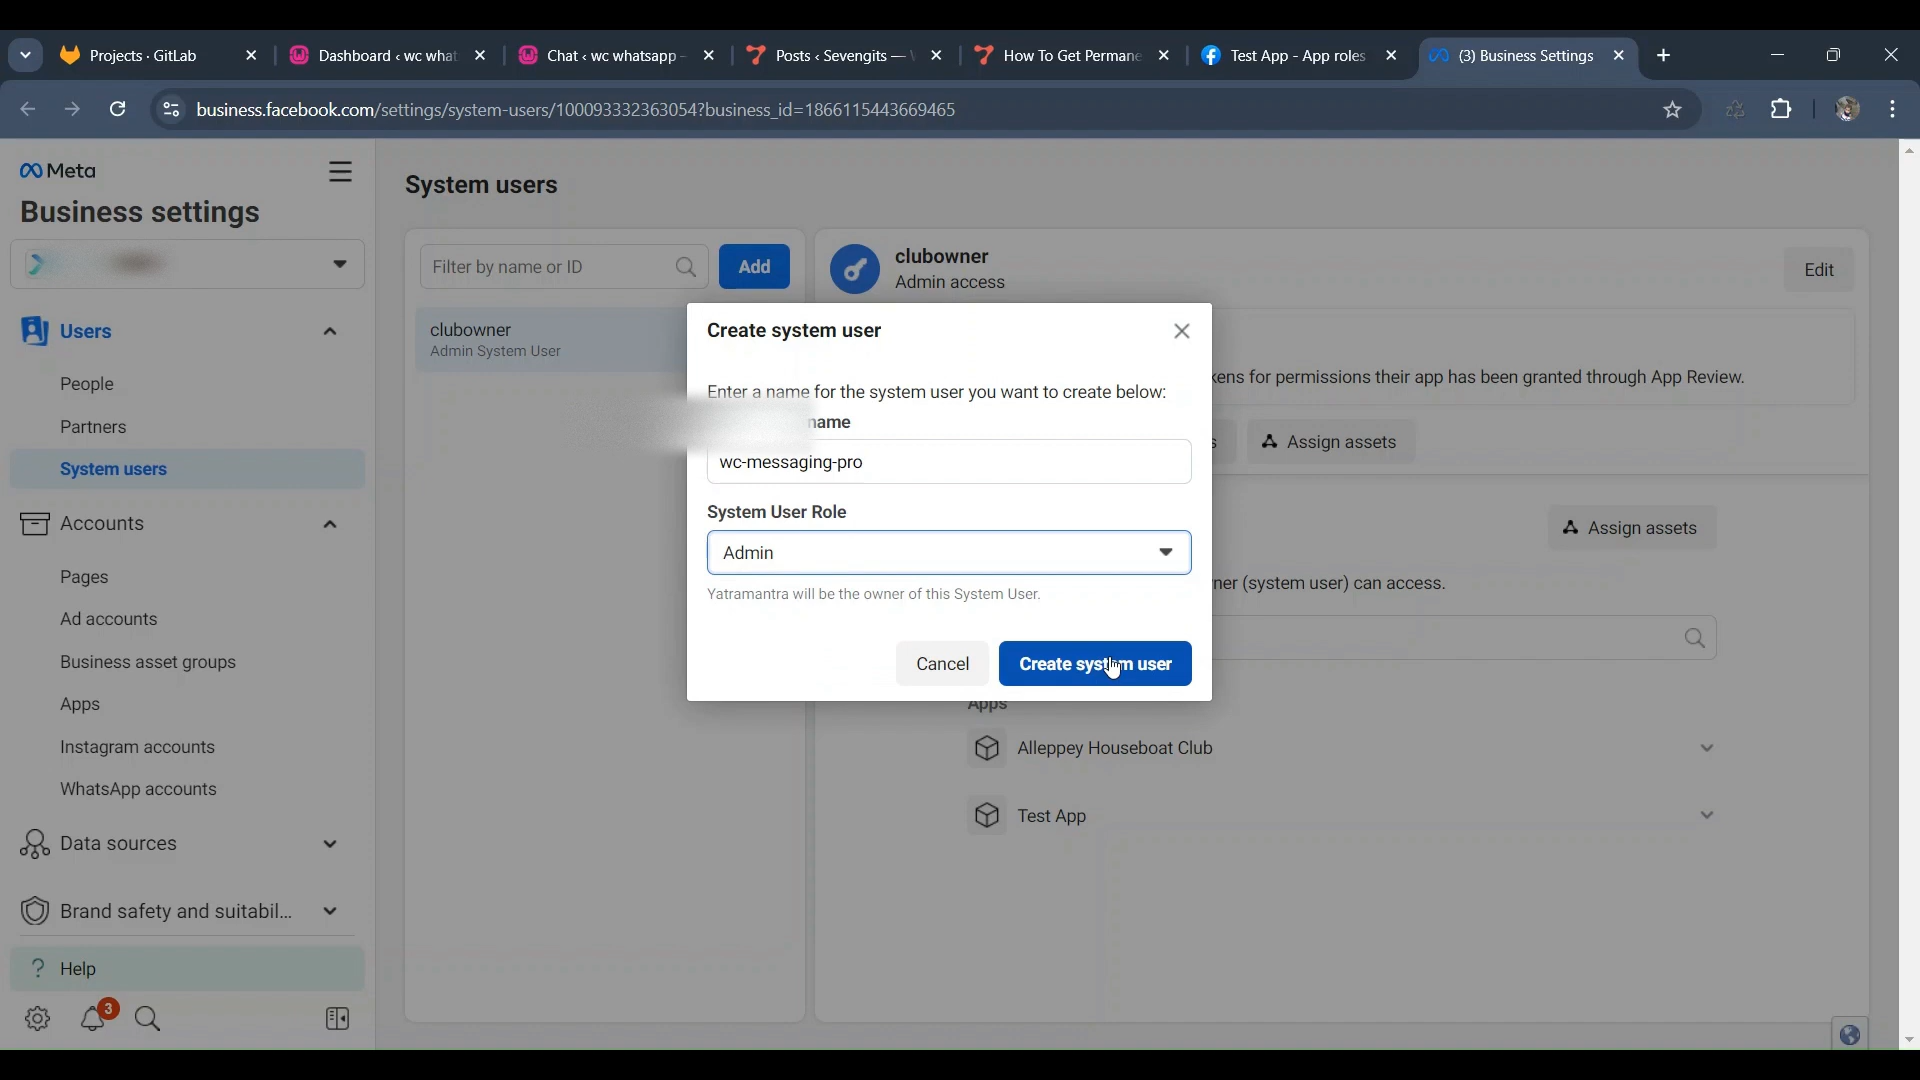 Projects · GitLab
Dashboard ‹ wc what
Chat ‹ wc whatsapp -
Posts ‹ Sevengits —
How To Get Permane
Test App - App roles
(3) Business Settings
business.facebook.com/settings/system-users/100093332363054?business_id=1866115443669465
Meta
Business settings
Users
People
Partners
System users
Accounts
Pages
Ad accounts
Business asset groups
Apps
Instagram accounts
WhatsApp accounts
Data sources
Brand safety and suitabil...
? Help
3
System users
Filter by name or ID
Add
clubowner
Admin System User
clubowner
Admin access
Edit
kens for permissions their app has been granted through App Review.
s
Assign assets
Assign assets
ner (system user) can access.
Apps
Alleppey Houseboat Club
Test App
Create system user
Enter a name for the system user you want to create below:
name
wc-messaging-pro
System User Role
Admin
Yatramantra will be the owner of this System User.
Cancel
Create system user